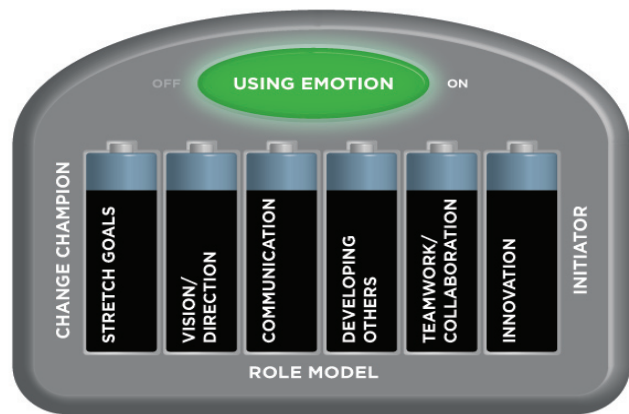 OFF
USING EMOTION
ON
CHANGE CHAMPION
STRETCH GOALS
VISION/
DIRECTION
COMMUNICATION
DEVELOPING
OTHERS
TEAMWORK/
COLLABORATION
INNOVATION
INITIATOR
ROLE MODEL